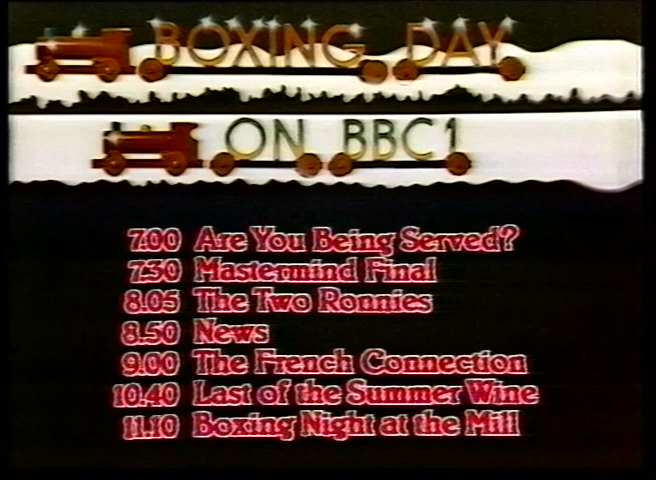 BOXING DAY
ON BBC1
7.00 Are You Being Served?
7.30 Mastermind Final
8.05 The Two Ronnies
8.50 News
9.00 The French Connection
10.40 Last of the Summer Wine
11.10 Boxing Night at the Mill